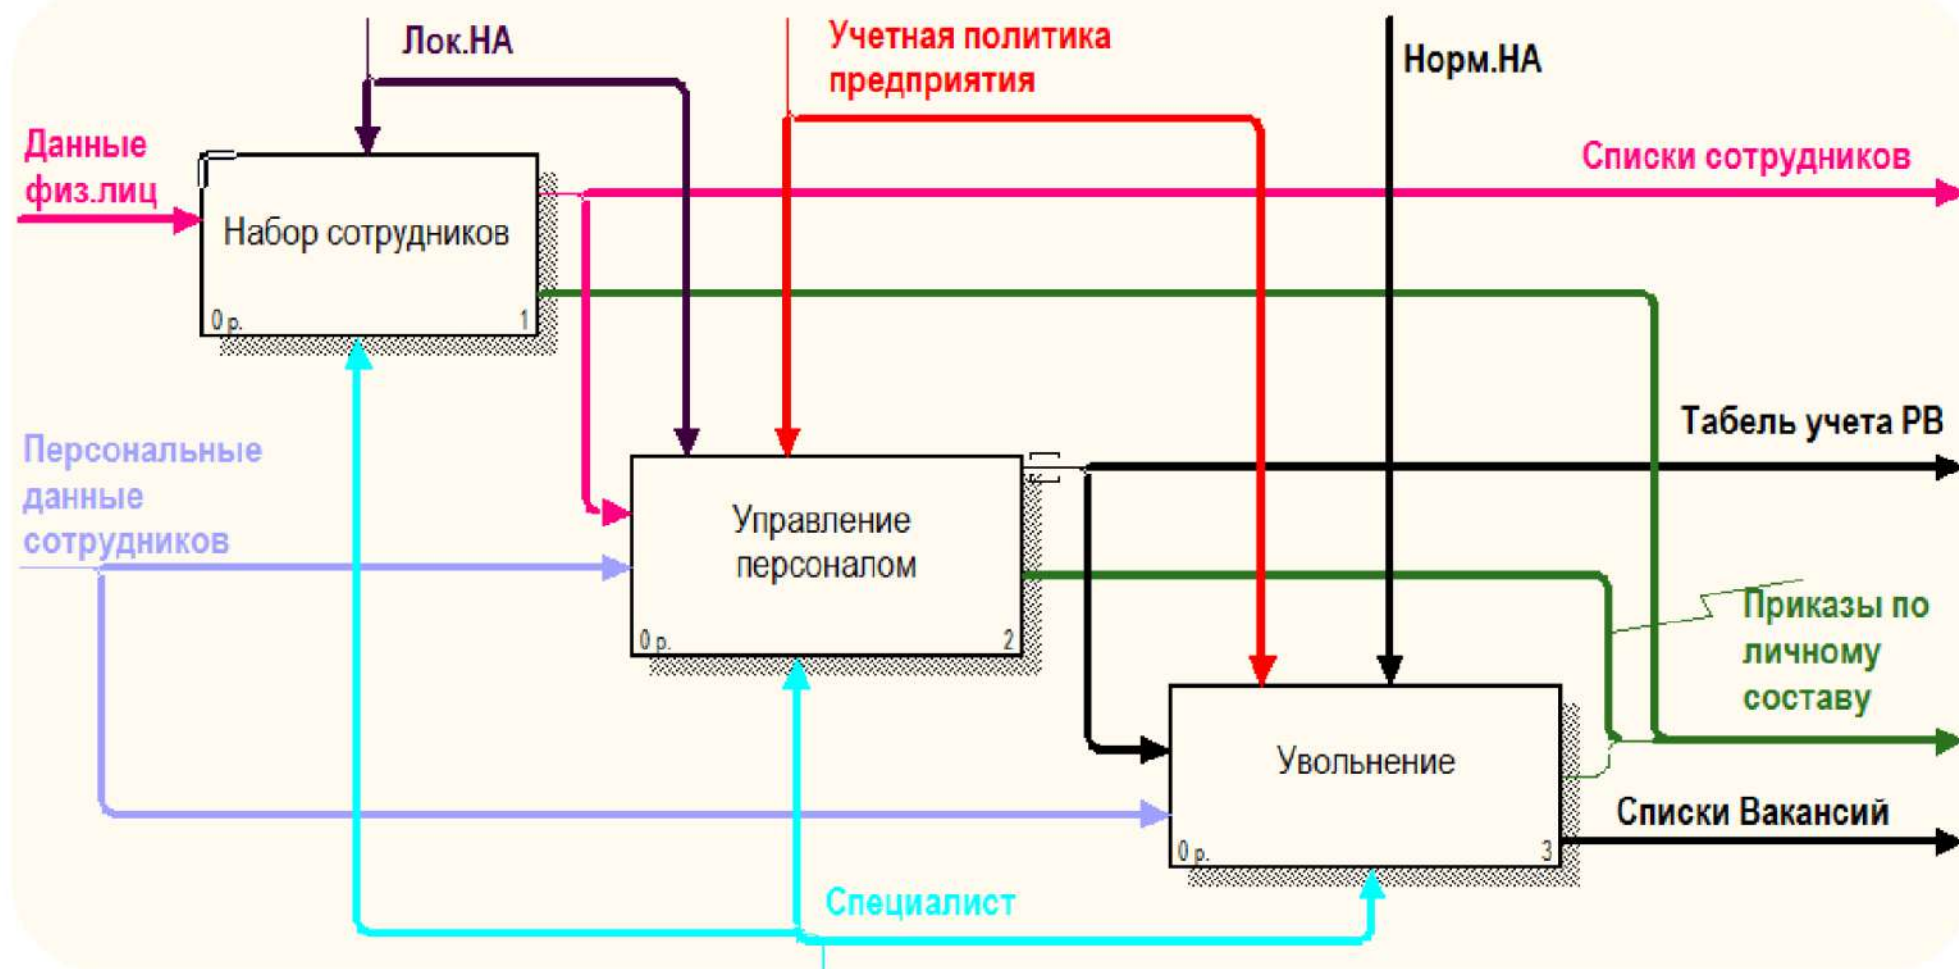 Лок.НА
Учетная политика
предприятия
Норм.НА
Данные
физ.лиц
Списки сотрудников
Набор сотрудников
0 р.
1
Табель учета РВ
Персональные
данные
сотрудников
Управление
персоналом
0 р.
2
Приказы по
личному
составу
Увольнение
0 р.
3
Списки Вакансий
Специалист